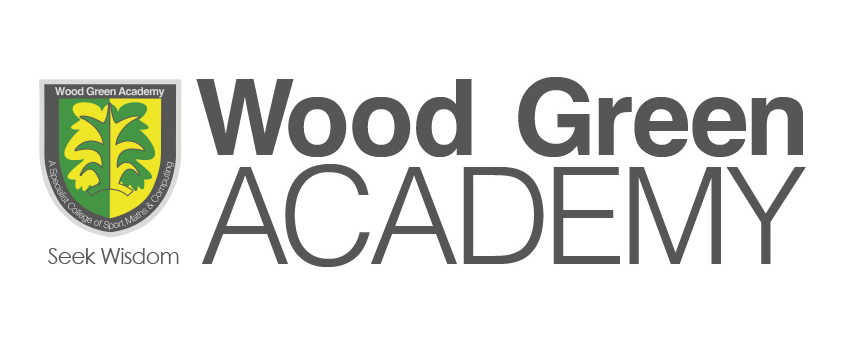 Wood Green Academy
A Specialist College of Sport, Maths & Computing
Seek Wisdom
Wood Green
ACADEMY